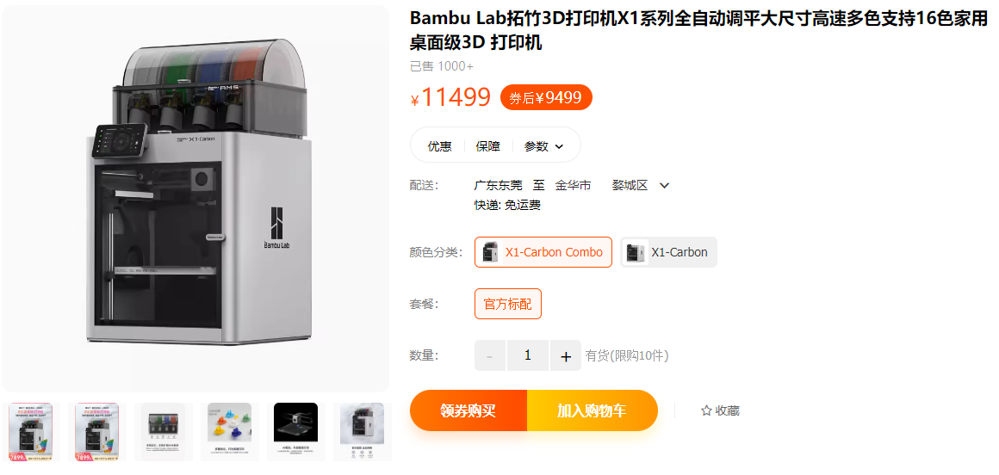 Bambu Lab拓竹3D打印机X1系列全自动调平大尺寸高速多色支持16色家用
桌面级3D 打印机
已售 1000+
¥11499 券后¥9499
优惠 保障 参数
配送： 广东东莞 至 金华市 婺城区
快递: 免运费
颜色分类： X1-Carbon Combo X1-Carbon
套餐： 官方标配
数量： - 1 + 有货(限购10件)
领券购买 加入购物车 收藏
AMS
X1-Carbon
Bambu Lab
7899
7899